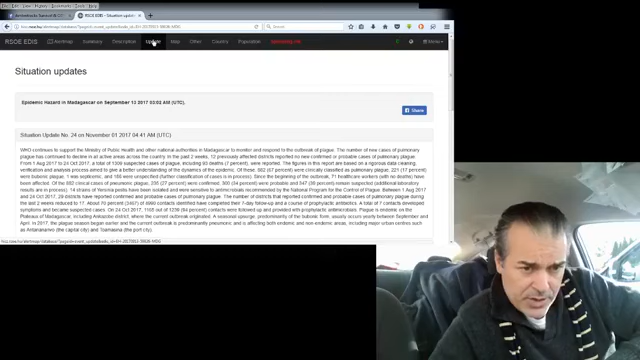 RSOE EDIS - Situation upd
RSOE EDIS Alertmap Summary Description Update Map Other Country Population Menu
Situation updates
Epidemic Hazard in Madagascar on September 13 2017 03:02 AM (UTC).
Share
Situation Update No. 24 on November 01 2017 04:41 AM (UTC)
WHO continues to support the Ministry of Public Health and other national authorities in Madagascar to monitor and respond to the outbreak of plague. The number of new cases of pulmonary
plague has continued to decline in all active areas across the country. In the past 2 weeks, 12 previously affected districts reported no new confirmed or probable cases of pulmonary plague.
From 1 Aug 2017 to 24 Oct 2017, a total of 1309 suspected cases of plague, including 93 deaths (7 percent), were reported. The figures in this report are based on a rigorous data cleaning,
verification and analysis process aimed to give a better understanding of the dynamics of the epidemic. Of these, 882 (67 percent) were clinically classified as pulmonary plague, 221 (17 percent)
were bubonic plague, 1 was septicemic, and 186 were unspecified (further classification of cases is in process). Since the beginning of the outbreak, 71 healthcare workers (with no deaths) have
been affected. Of the 882 clinical cases of pneumonic plague, 235 (27 percent) were confirmed, 300 (34 percent) were probable and 347 (39 percent) remain suspected (additional laboratory
results are in process). 14 strains of Yersinia pestis have been isolated and were sensitive to antibiotics recommended by the National Program for the Control of Plague. Between 1 Aug 2017
and 24 Oct 2017, 29 districts have reported confirmed and probable cases of pulmonary plague. The number of districts that reported confirmed and probable cases of pulmonary plague during
the last 2 weeks reduced to 17. About 70 percent
contacts identified have completed their 7-day follow-up and a course of prophylactic antibiotics. A total of 7 contacts developed
symptoms and became suspected cases. On 24 Oct 2017, 1165 of 1239 (94 percent) contacts were followed up and provided with prophylactic antimicrobials. Plague is endemic on the
Plateaux of Madagascar, including Ankazobe district, where the current outbreak originated. A seasonal upsurge, predominantly of the bubonic form, usually occurs yearly between September and
April. In 2017, the plague season began earlier and the current outbreak is predominantly pneumonic and is affecting both endemic and non-endemic areas, including major urban centres such
as Antananarivo (the capital city) and Toamasina (the port city).